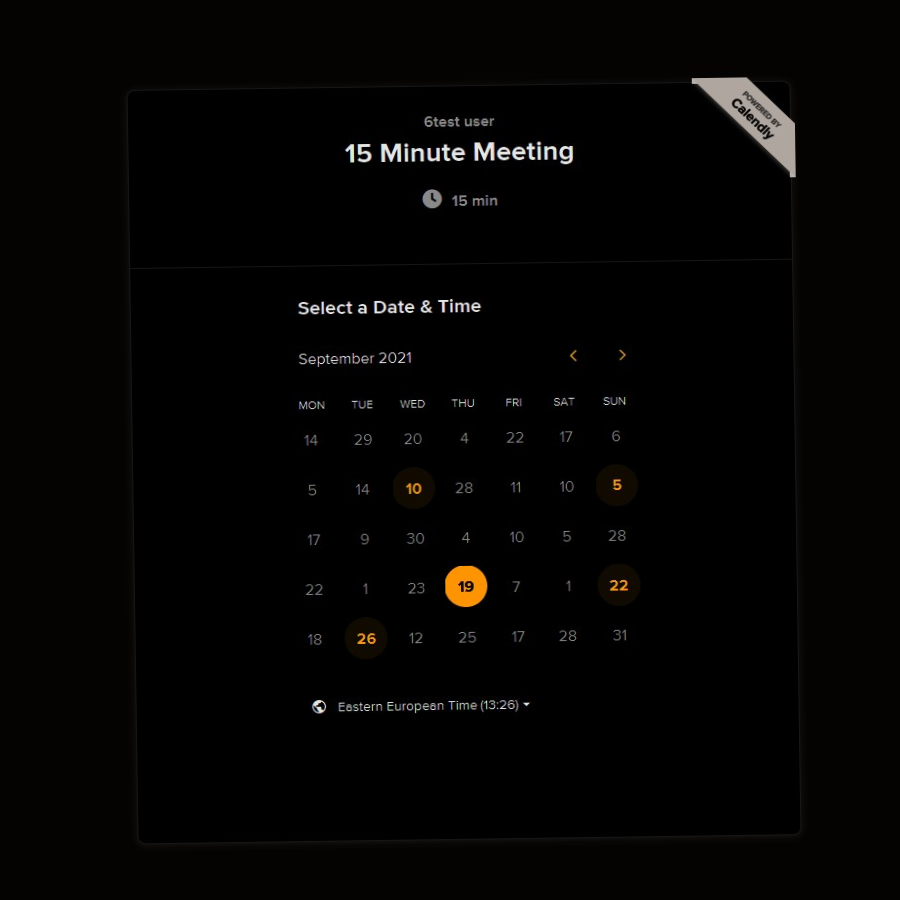 POWERED BY
Calendly
6test user
15 Minute Meeting
15 min
Select a Date & Time
September 2021
MON TUE WED THU FRI SAT SUN
14 29 20 4 22 17 6
5 14 10 28 11 10 5
17 9 30 4 10 5 28
22 1 23 19 7 1 22
18 26 12 25 17 28 31
Eastern European Time (13:26)